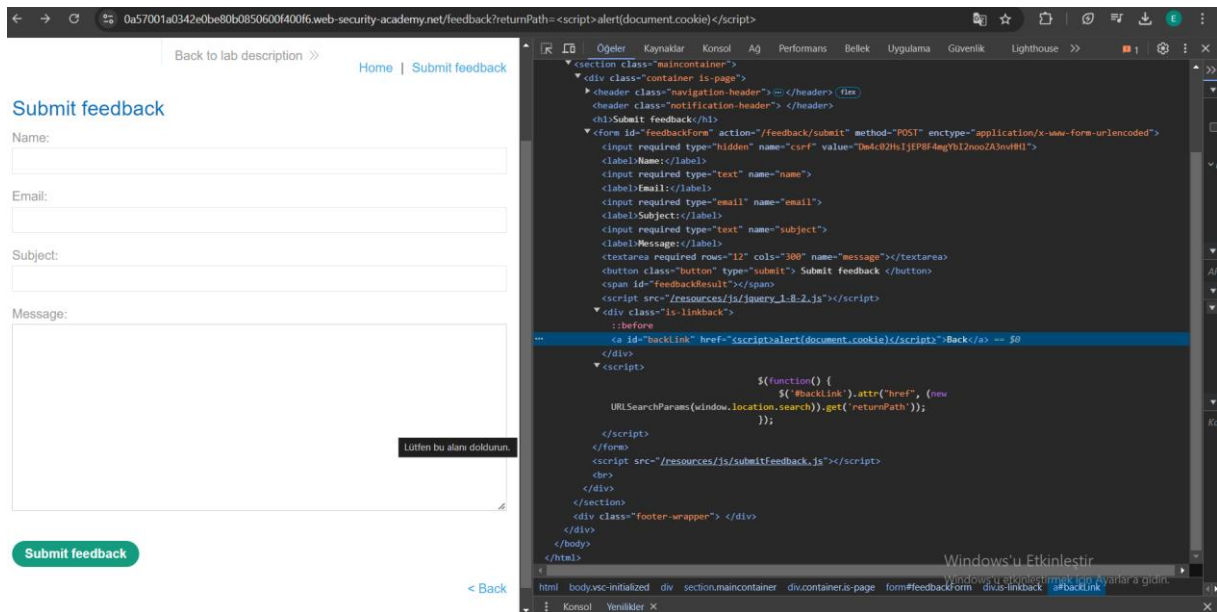 0a57001a0342e0be80b0850600f400f6.web-security-academy.net/feedback?returnPath=<script>alert(document.cookie)</script>
E
Back to lab description
Home | Submit feedback
Submit feedback
Name:
Email:
Subject:
Message:
Lütfen bu alanı doldurun.
Submit feedback
< Back
Öğeler Kaynaklar Konsol Ağ Performans Bellek Uygulama Güvenlik Lighthouse >> 1
<section class="maincontainer">
<div class="container is-page">
<header class="navigation-header"> … </header> flex
<header class="notification-header"> </header>
<h1>Submit feedback</h1>
<form id="feedbackForm" action="/feedback/submit" method="POST" enctype="application/x-www-form-urlencoded">
<input required type="hidden" name="csrf" value="Dm4c02HsIjEP8F4mgYbI2nooZA3nvHH1">
<label>Name:</label>
<input required type="text" name="name">
<label>Email:</label>
<input required type="email" name="email">
<label>Subject:</label>
<input required type="text" name="subject">
<label>Message:</label>
<textarea required rows="12" cols="300" name="message"></textarea>
<button class="button" type="submit"> Submit feedback </button>
<span id="feedbackResult"></span>
<script src="/resources/js/jquery_1-8-2.js"></script>
<div class="is-linkback">
::before
<a id="backLink" href="<script>alert(document.cookie)</script>">Back</a> == $0
</div>
<script>
$(function() {
$('#backLink').attr("href", (new
URLSearchParams(window.location.search)).get('returnPath'));
});
</script>
</form>
<script src="/resources/js/submitFeedback.js"></script>
<br>
</div>
</section>
<div class="footer-wrapper"> </div>
</div>
</body>
</html>
Windows'u Etkinleştir
Windows'u etkinleştirmek için Ayarlar'a gidin.
html body.vsc-initialized div section.maincontainer div.container.is-page form#feedbackForm div.is-linkback a#backLink
Konsol Yenilikler